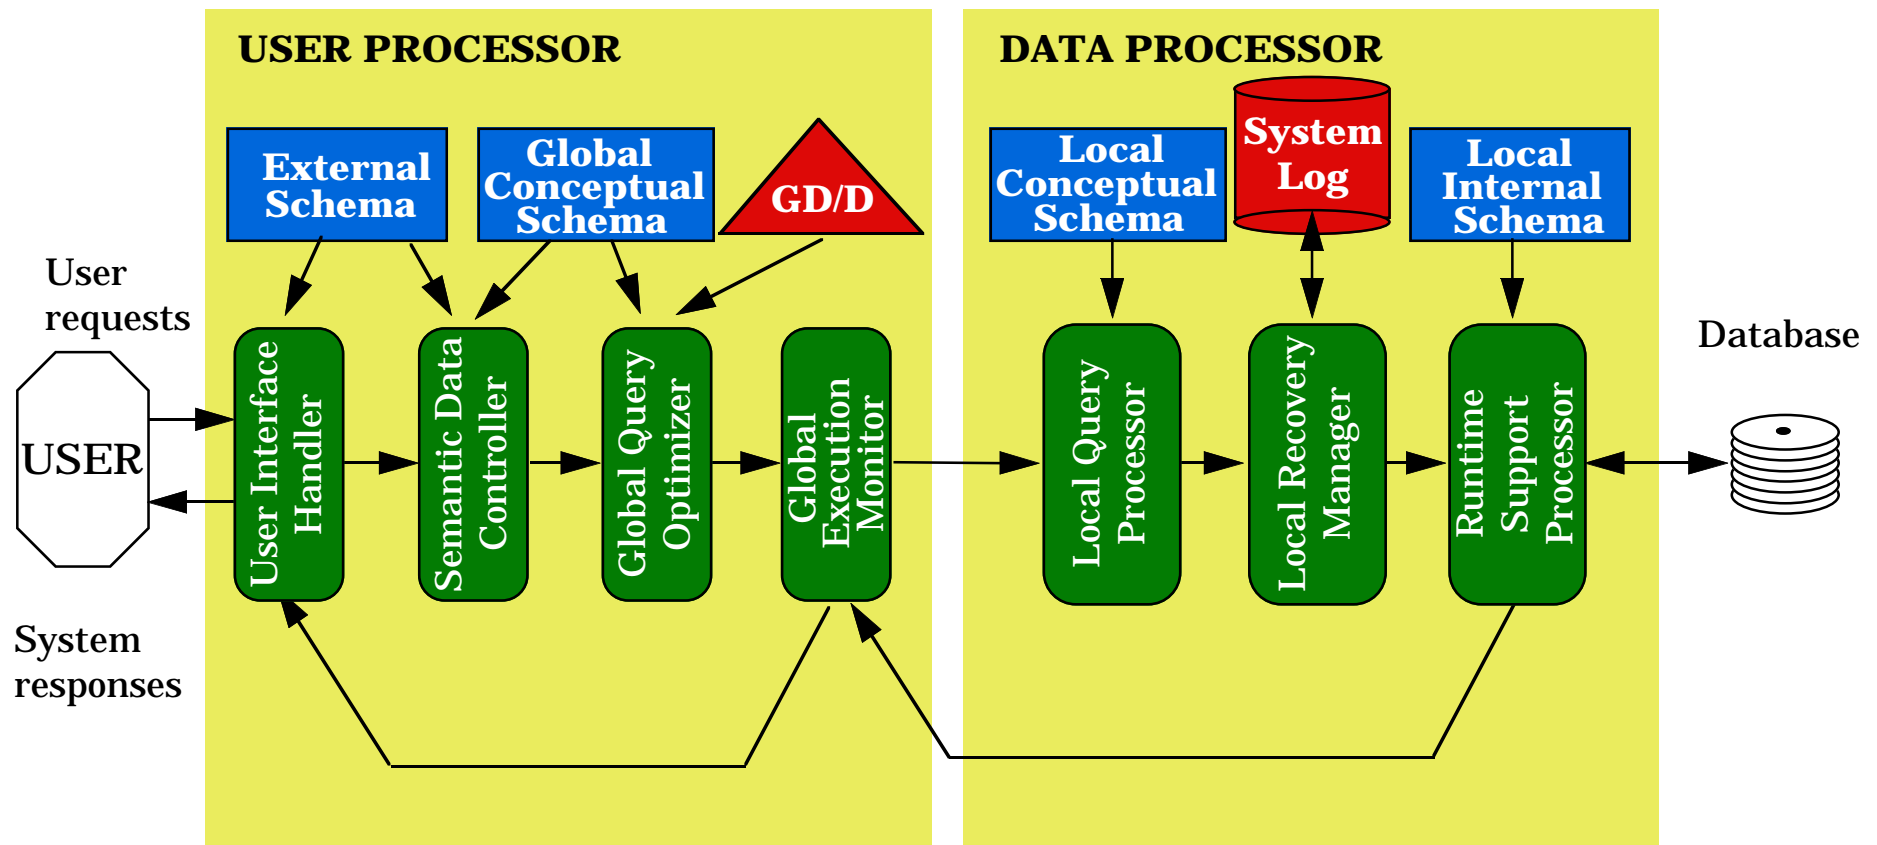 USER PROCESSOR
DATA PROCESSOR
External
Schema
Global
Conceptual
Schema
GD/D
Local
Conceptual
Schema
System
Log
Local
Internal
Schema
User
requests
USER
System
responses
User Interface
Handler
Semantic Data
Controller
Global Query
Optimizer
Global
Execution
Monitor
Local Query
Processor
Local Recovery
Manager
Runtime
Support
Processor
Database